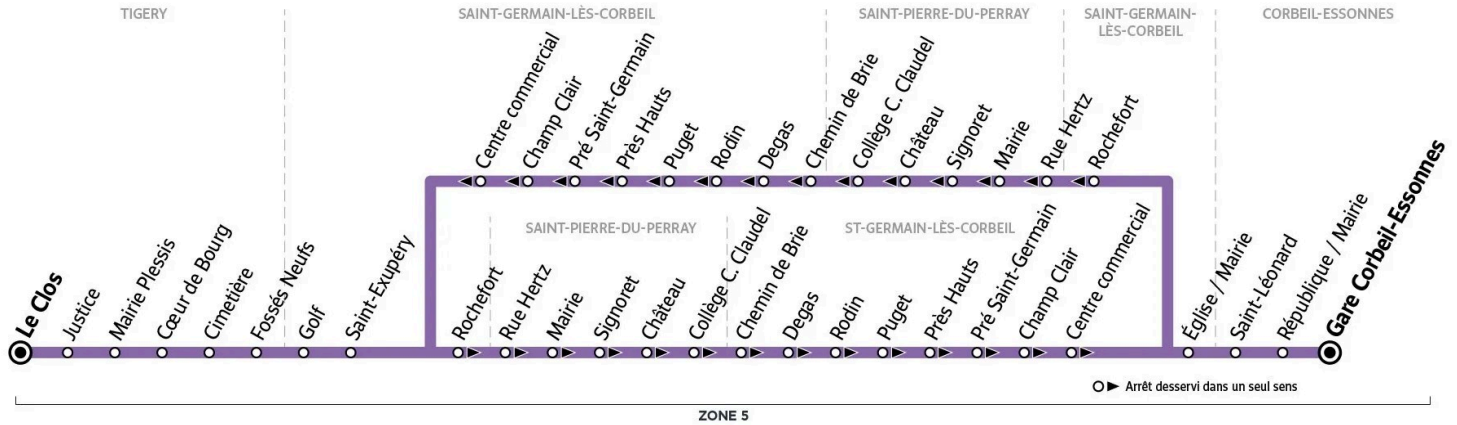 TIGERY
SAINT-GERMAIN-LÈS-CORBEIL
SAINT-PIERRE-DU-PERRAY
SAINT-GERMAIN-
LÈS-CORBEIL
CORBEIL-ESSONNES
Centre commercial
Champ Clair
Pré Saint-Germain
Près Hauts
Puget
Rodin
Degas
Chemin de Brie
Collège C. Claudel
Château
Signoret
Mairie
Rue Hertz
Rochefort
SAINT-PIERRE-DU-PERRAY
ST-GERMAIN-LÈS-CORBEIL
Le Clos
Justice
Mairie Plessis
Cœur de Bourg
Cimetière
Fossés Neufs
Golf
Saint-Exupéry
Rochefort
Rue Hertz
Mairie
Signoret
Château
Collège C. Claudel
Chemin de Brie
Degas
Rodin
Puget
Près Hauts
Pré Saint-Germain
Champ Clair
Centre commercial
Église / Mairie
Saint-Léonard
République / Mairie
Gare Corbeil-Essonnes
Arrêt desservi dans un seul sens
ZONE 5